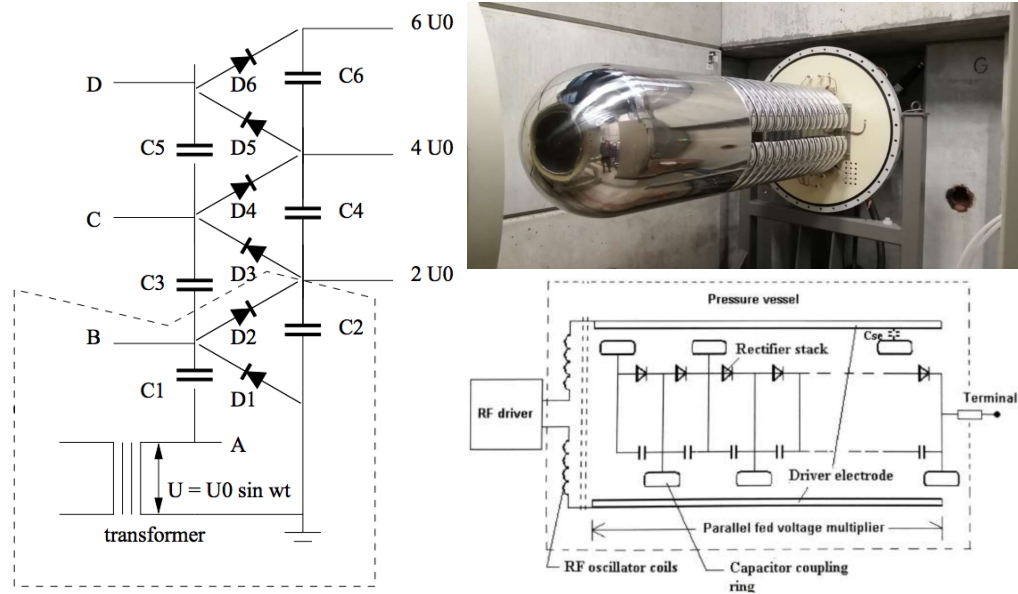 6 U0
D
D6
C6
C5
D5
4 U0
D4
C
C4
D3
C3
2 U0
D2
B
C2
C1
D1
A
U = U0 sin wt
transformer
G
Pressure vessel
Cse
Rectifier stack
RF driver
Terminal
Driver electrode
Parallel fed voltage multiplier
RF oscillator coils
Capacitor coupling
ring